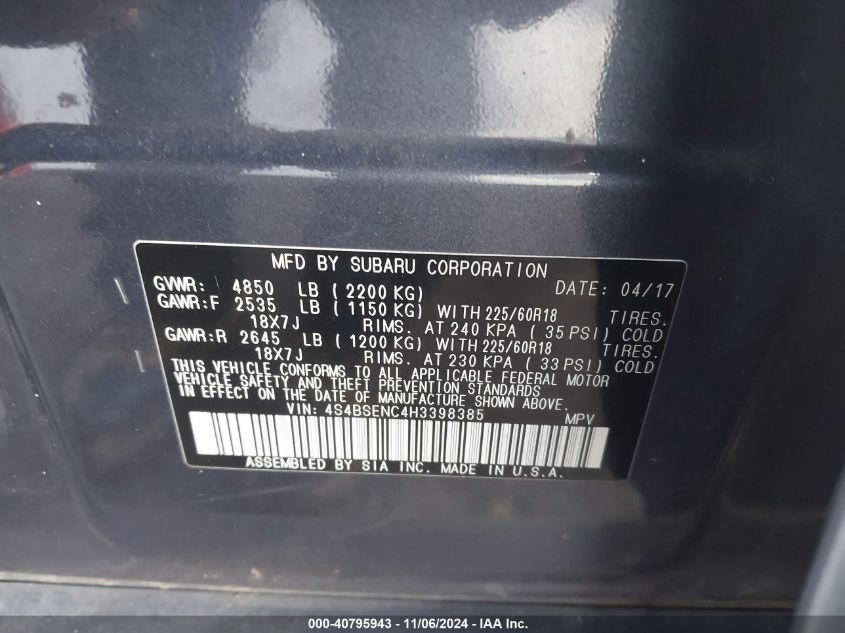 MFD BY SUBARU CORPORATION
GVWR: 4850 LB ( 2200 KG) DATE: 04/17
GAWR:F 2535 LB ( 1150 KG) WITH 225/60R18 TIRES.
18X7J RIMS. AT 240 KPA ( 35 PSI) COLD
GAWR:R 2645 LB ( 1200 KG) WITH 225/60R18 TIRES.
18X7J RIMS. AT 230 KPA ( 33 PSI) COLD
THIS VEHICLE CONFORMS TO ALL APPLICABLE FEDERAL MOTOR
VEHICLE SAFETY AND THEFT PREVENTION STANDARDS
IN EFFECT ON THE DATE OF MANUFACTURE SHOWN ABOVE.
VIN: 4S4BSENC4H3398385 MPV
ASSEMBLED BY SIA INC. MADE IN U.S.A.
000-40795943 - 11/06/2024 - IAA Inc.